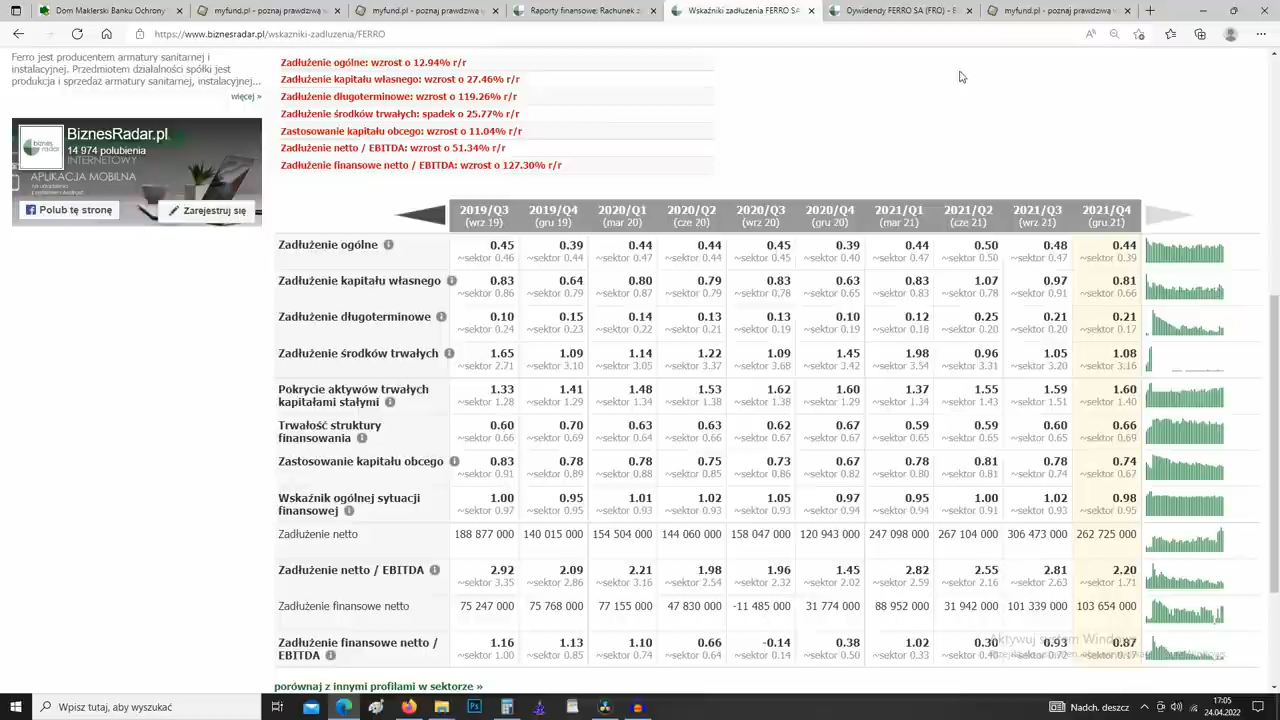 Dom Maklerski Banku Ochrony Śr
myfund.pl - Wykres
myfund.pl - Wykres
Raporty finansowe: Rachunek z
Wskaźniki zadłużenia FERRO SA
Dywidendy FERRO SA (FRO) - B
myfund.pl - Wykres
https://www.biznesradar.pl/wskazniki-zadluzenia/FERRO
Ferro jest producentem armatury sanitarnej i
instalacyjnej. Przedmiotem działalności spółki jest
produkcja i sprzedaż armatury sanitarnej, instalacyjnej...
więcej »
BiznesRadar.pl
14 974 polubienia
INTERNETOWY
APLIKACJA MOBILNA
Polub tę stronę
Zarejestruj się
Zadłużenie ogólne: wzrost o 12.94% r/r
Zadłużenie kapitału własnego: wzrost o 27.46% r/r
Zadłużenie długoterminowe: wzrost o 119.26% r/r
Zadłużenie środków trwałych: spadek o 25.77% r/r
Zastosowanie kapitału obcego: wzrost o 11.04% r/r
Zadłużenie netto / EBITDA: wzrost o 51.34% r/r
Zadłużenie finansowe netto / EBITDA: wzrost o 127.30% r/r
2019/Q3 2019/Q4 2020/Q1 2020/Q2 2020/Q3 2020/Q4 2021/Q1 2021/Q2 2021/Q3 2021/Q4
(wrz 19) (gru 19) (mar 20) (cze 20) (wrz 20) (gru 20) (mar 21) (cze 21) (wrz 21) (gru 21)
Zadłużenie ogólne 0.45 0.39 0.44 0.44 0.45 0.39 0.44 0.50 0.48 0.44
~sektor 0.46 ~sektor 0.44 ~sektor 0.47 ~sektor 0.44 ~sektor 0.45 ~sektor 0.40 ~sektor 0.47 ~sektor 0.50 ~sektor 0.47 ~sektor 0.39
Zadłużenie kapitału własnego 0.83 0.64 0.80 0.79 0.83 0.63 0.83 1.07 0.97 0.81
~sektor 0.86 ~sektor 0.79 ~sektor 0.87 ~sektor 0.79 ~sektor 0.78 ~sektor 0.65 ~sektor 0.83 ~sektor 0.78 ~sektor 0.91 ~sektor 0.66
Zadłużenie długoterminowe 0.10 0.15 0.14 0.13 0.13 0.10 0.12 0.25 0.21 0.21
~sektor 0.24 ~sektor 0.23 ~sektor 0.22 ~sektor 0.21 ~sektor 0.19 ~sektor 0.19 ~sektor 0.18 ~sektor 0.20 ~sektor 0.20 ~sektor 0.17
Zadłużenie środków trwałych 1.65 1.09 1.14 1.22 1.09 1.45 1.98 0.96 1.05 1.08
~sektor 2.71 ~sektor 3.10 ~sektor 3.05 ~sektor 3.37 ~sektor 3.68 ~sektor 3.42 ~sektor 3.54 ~sektor 3.31 ~sektor 3.20 ~sektor 3.16
Pokrycie aktywów trwałych 1.33 1.41 1.48 1.53 1.62 1.60 1.37 1.55 1.59 1.60
kapitałami stałymi ~sektor 1.28 ~sektor 1.29 ~sektor 1.34 ~sektor 1.38 ~sektor 1.38 ~sektor 1.29 ~sektor 1.34 ~sektor 1.43 ~sektor 1.51 ~sektor 1.40
Trwałość struktury 0.60 0.70 0.63 0.63 0.62 0.67 0.59 0.59 0.60 0.66
finansowania ~sektor 0.66 ~sektor 0.69 ~sektor 0.64 ~sektor 0.66 ~sektor 0.67 ~sektor 0.67 ~sektor 0.65 ~sektor 0.65 ~sektor 0.65 ~sektor 0.69
Zastosowanie kapitału obcego 0.83 0.78 0.78 0.75 0.73 0.67 0.78 0.81 0.78 0.74
~sektor 0.91 ~sektor 0.89 ~sektor 0.88 ~sektor 0.85 ~sektor 0.86 ~sektor 0.82 ~sektor 0.80 ~sektor 0.81 ~sektor 0.74 ~sektor 0.67
Wskaźnik ogólnej sytuacji 1.00 0.95 1.01 1.02 1.05 0.97 0.95 1.00 1.02 0.98
finansowej ~sektor 0.97 ~sektor 0.95 ~sektor 0.93 ~sektor 0.93 ~sektor 0.93 ~sektor 0.94 ~sektor 0.94 ~sektor 0.91 ~sektor 0.93 ~sektor 0.95
Zadłużenie netto 188 877 000 140 015 000 154 504 000 144 060 000 158 047 000 120 943 000 247 098 000 267 104 000 306 473 000 262 725 000
Zadłużenie netto / EBITDA 2.92 2.09 2.21 1.98 1.96 1.45 2.82 2.55 2.81 2.20
~sektor 3.35 ~sektor 2.86 ~sektor 3.16 ~sektor 2.54 ~sektor 2.32 ~sektor 2.02 ~sektor 2.59 ~sektor 2.16 ~sektor 2.63 ~sektor 1.71
Zadłużenie finansowe netto 75 247 000 75 768 000 77 155 000 47 830 000 -11 485 000 31 774 000 88 952 000 31 942 000 101 339 000 103 654 000
Zadłużenie finansowe netto / 1.16 1.13 1.10 0.66 -0.14 0.38 1.02 0.30 0.93 0.87
EBITDA ~sektor 1.00 ~sektor 0.85 ~sektor 0.74 ~sektor 0.64 ~sektor 0.14 ~sektor 0.50 ~sektor 0.33
Aktywuj system Windows
porównaj z innymi profilami w sektorze »
Wpisz tutaj, aby wyszukać
Nadch. deszcz
17:05
24.04.2022